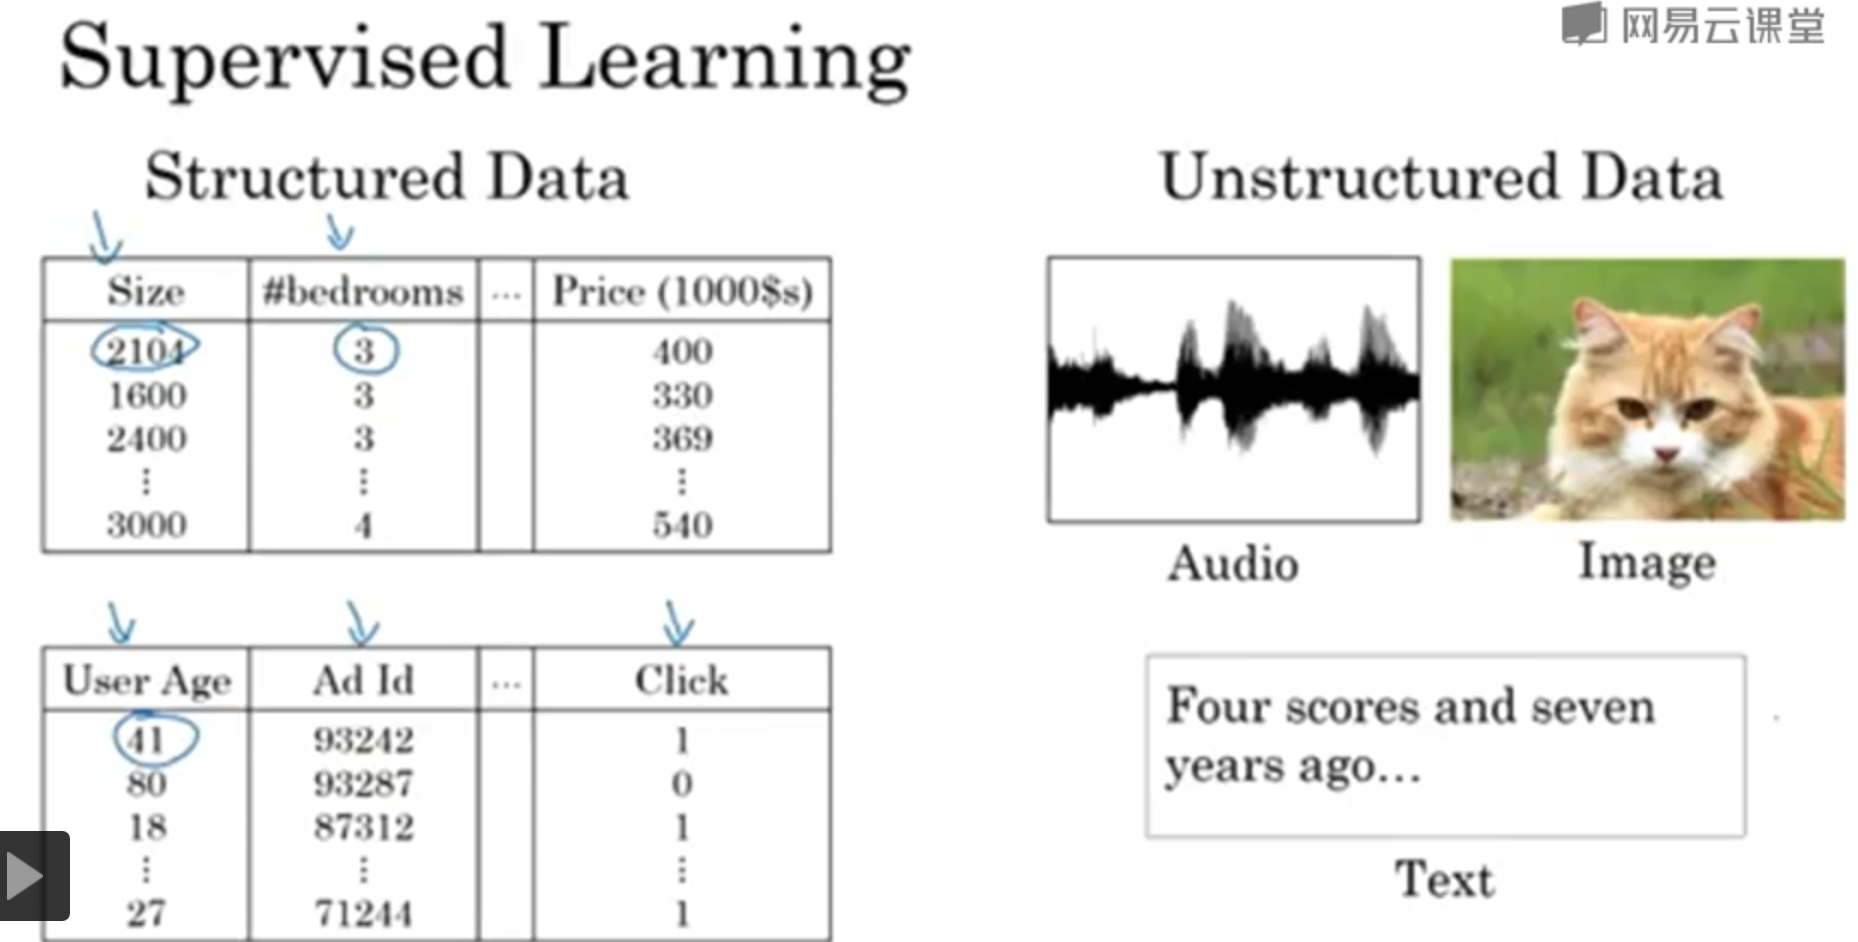 网易云课堂
Supervised Learning
Structured Data
Size #bedrooms ... Price (1000$s)
2104 3 400
1600 3 330
2400 3 369
⋮ ⋮ ⋮
3000 4 540
User Age Ad Id ... Click
41 93242 1
80 93287 0
18 87312 1
⋮ ⋮ ⋮
27 71244 1
Unstructured Data
Audio
Image
Four scores and seven
years ago...
Text